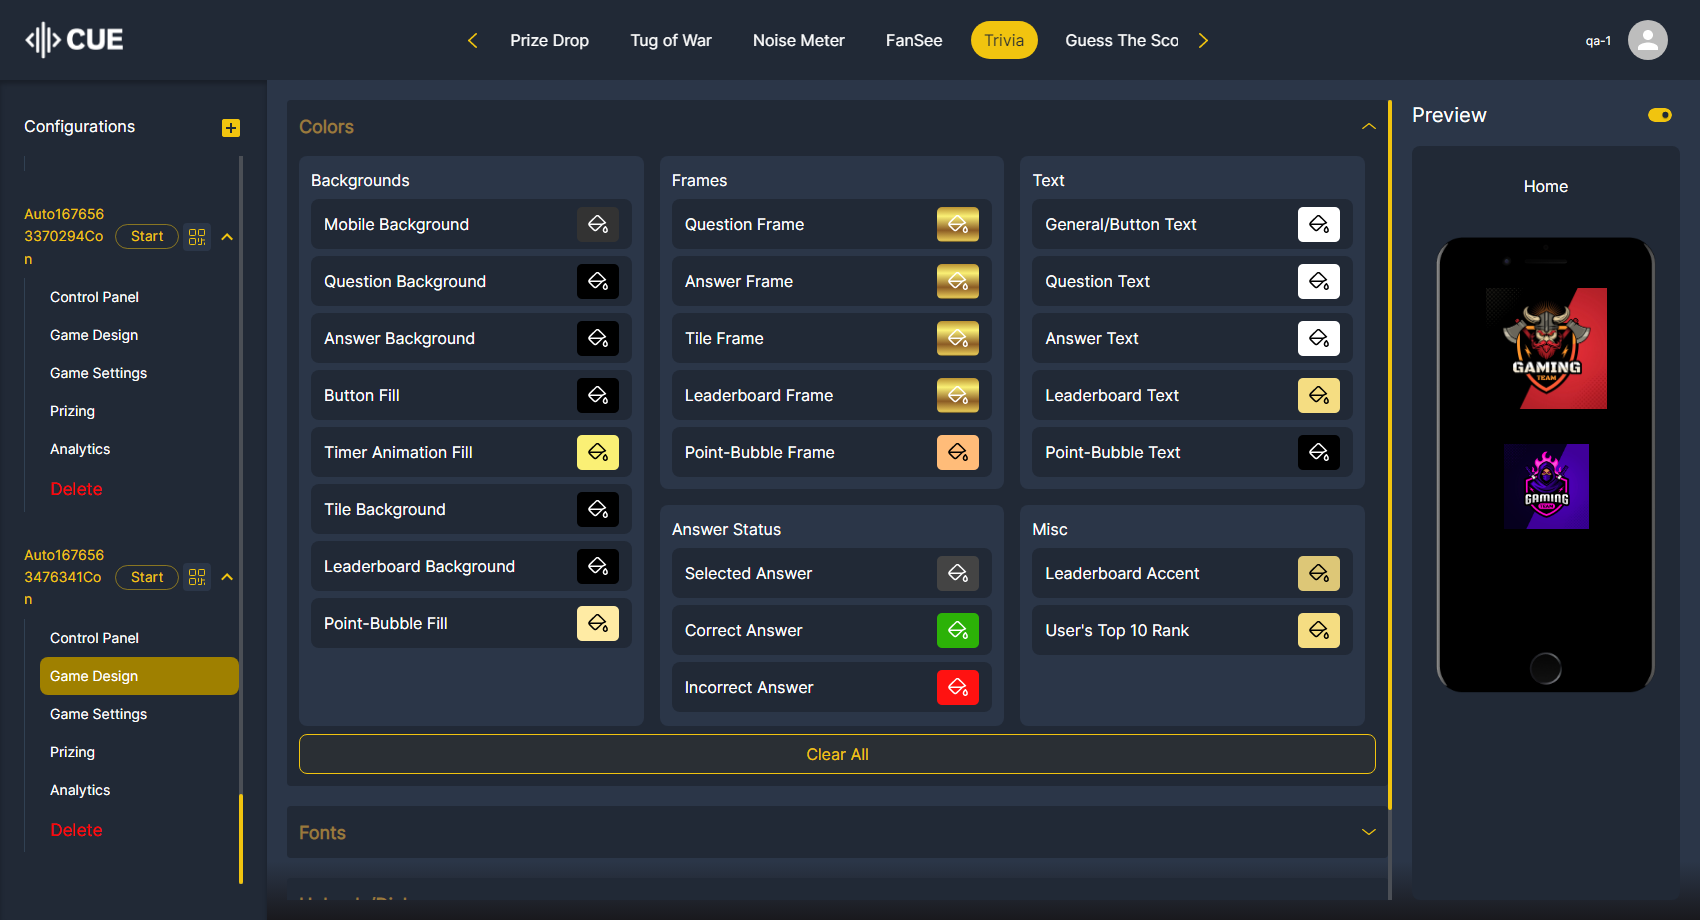 CUE
Prize Drop
Tug of War
Noise Meter
FanSee
Trivia
Guess The Sco
qa-1
Configurations
Auto167656
3370294Co
n
Start
Control Panel
Game Design
Game Settings
Prizing
Analytics
Delete
Auto167656
3476341Co
n
Start
Control Panel
Game Design
Game Settings
Prizing
Analytics
Delete
Colors
Backgrounds
Mobile Background
Question Background
Answer Background
Button Fill
Timer Animation Fill
Tile Background
Leaderboard Background
Point-Bubble Fill
Frames
Question Frame
Answer Frame
Tile Frame
Leaderboard Frame
Point-Bubble Frame
Text
General/Button Text
Question Text
Answer Text
Leaderboard Text
Point-Bubble Text
Answer Status
Selected Answer
Correct Answer
Incorrect Answer
Misc
Leaderboard Accent
User's Top 10 Rank
Clear All
Fonts
Preview
Home
GAMING
TEAM
GAMING
TEAM